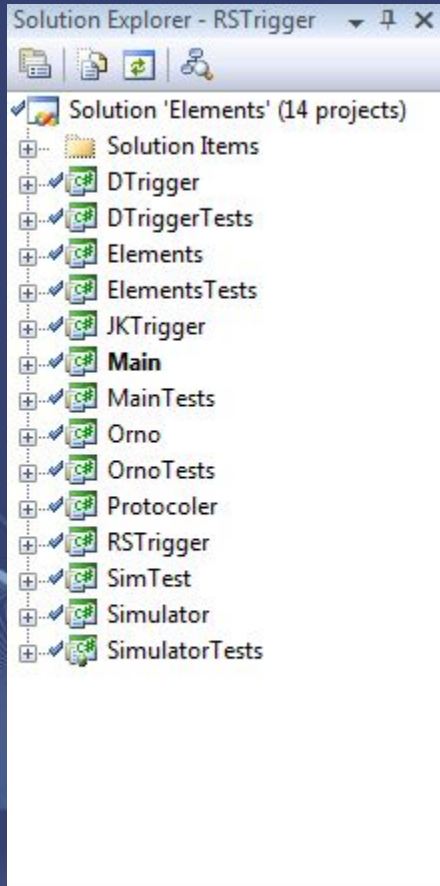 Solution Explorer - RSTrigger
Solution 'Elements' (14 projects)
Solution Items
C# DTrigger
C# DTriggerTests
C# Elements
C# ElementsTests
C# JKTrigger
C# Main
C# MainTests
C# Orno
C# OrnoTests
C# Protocoler
C# RSTrigger
C# SimTest
C# Simulator
C# SimulatorTests